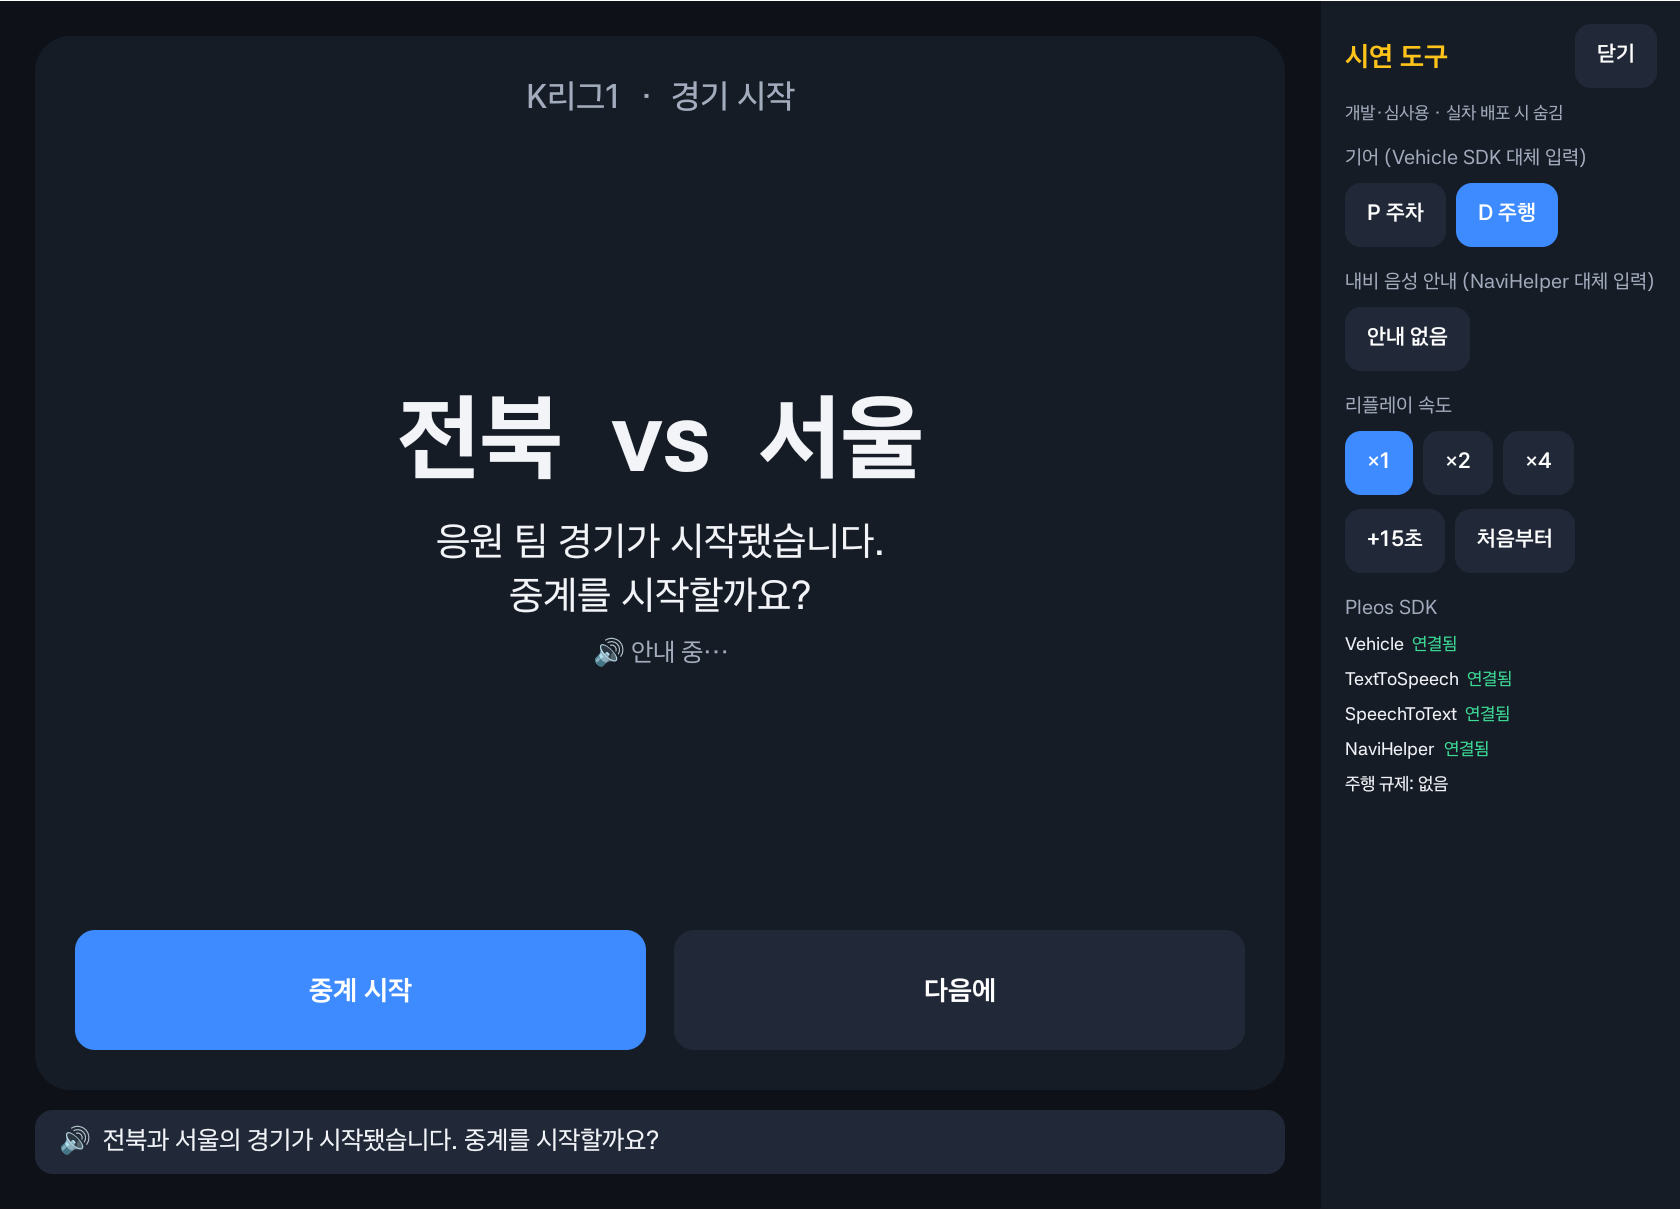 K리그1 · 경기 시작
전북 vs 서울
응원 팀 경기가 시작됐습니다.
중계를 시작할까요?
🔊 안내 중…
중계 시작
다음에
🔊 전북과 서울의 경기가 시작됐습니다. 중계를 시작할까요?
시연 도구
닫기
개발·심사용 · 실차 배포 시 숨김
기어 (Vehicle SDK 대체 입력)
P 주차
D 주행
내비 음성 안내 (NaviHelper 대체 입력)
안내 없음
리플레이 속도
×1
×2
×4
+15초
처음부터
Pleos SDK
Vehicle 연결됨
TextToSpeech 연결됨
SpeechToText 연결됨
NaviHelper 연결됨
주행 규제: 없음